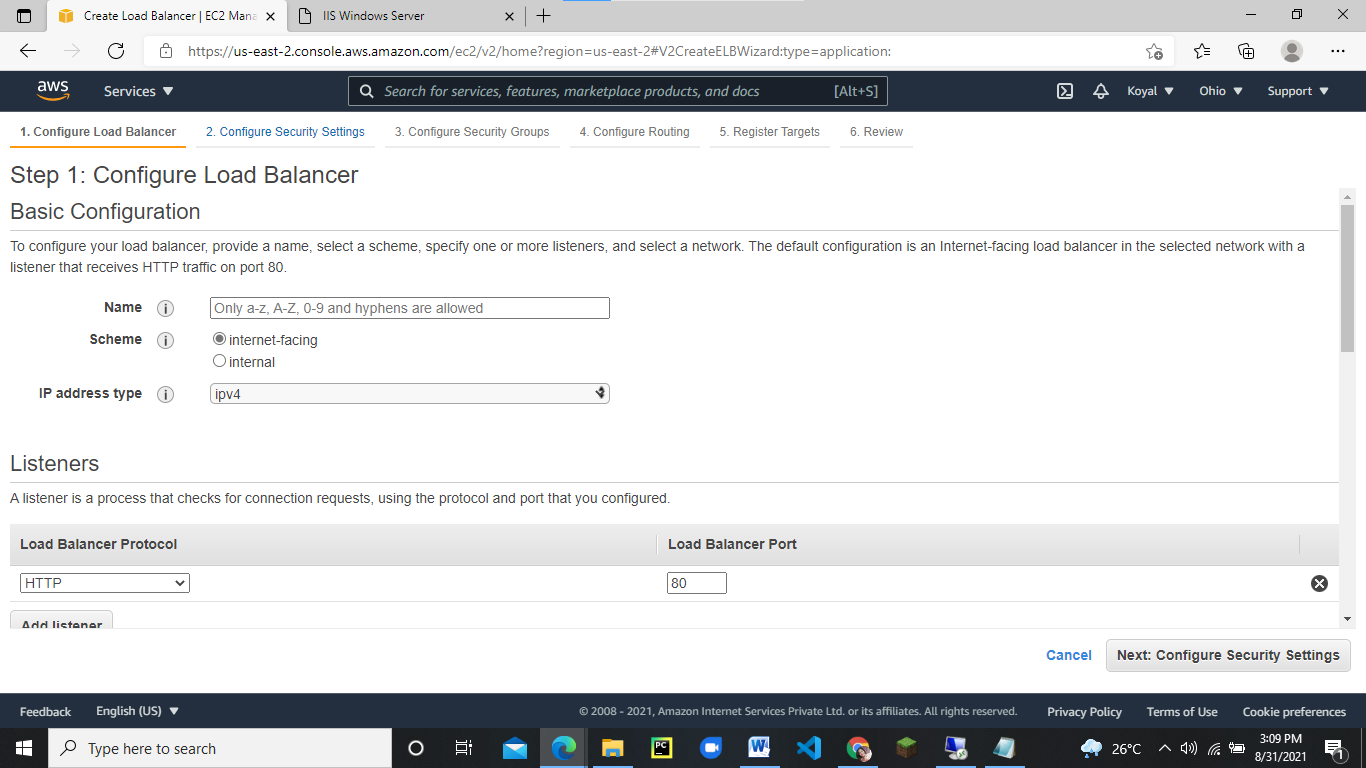 Create Load Balancer | EC2 Mana
IIS Windows Server
https://us-east-2.console.aws.amazon.com/ec2/v2/home?region=us-east-2#V2CreateELBWizard:type=application:
aws
Services
Search for services, features, marketplace products, and docs
[Alt+S]
Koyal
Ohio
Support
1. Configure Load Balancer
2. Configure Security Settings
3. Configure Security Groups
4. Configure Routing
5. Register Targets
6. Review
Step 1: Configure Load Balancer
Basic Configuration
To configure your load balancer, provide a name, select a scheme, specify one or more listeners, and select a network. The default configuration is an Internet-facing load balancer in the selected network with a
listener that receives HTTP traffic on port 80.
Name
i
Only a-z, A-Z, 0-9 and hyphens are allowed
Scheme
i
internet-facing
internal
IP address type
i
ipv4
Listeners
A listener is a process that checks for connection requests, using the protocol and port that you configured.
Load Balancer Protocol
Load Balancer Port
HTTP
80
Add listener
Cancel
Next: Configure Security Settings
Feedback
English (US)
© 2008 - 2021, Amazon Internet Services Private Ltd. or its affiliates. All rights reserved.
Privacy Policy
Terms of Use
Cookie preferences
Type here to search
PC
W
26°C
3:09 PM
8/31/2021
1